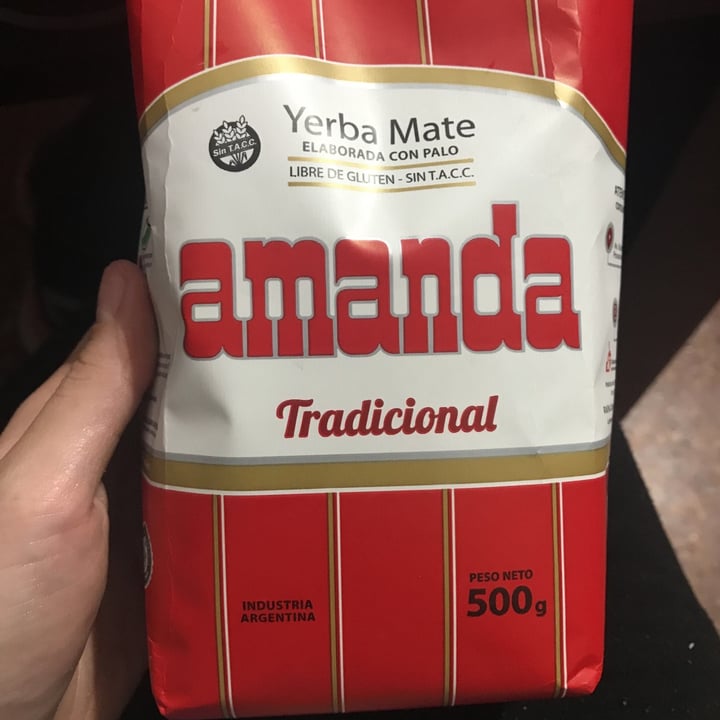 Yerba Mate
ELABORADA CON PALO
LIBRE DE GLUTEN - SIN T.A.C.C.
Sin T.A.C.C.
amanda
Tradicional
INDUSTRIA
ARGENTINA
PESO NETO
500g